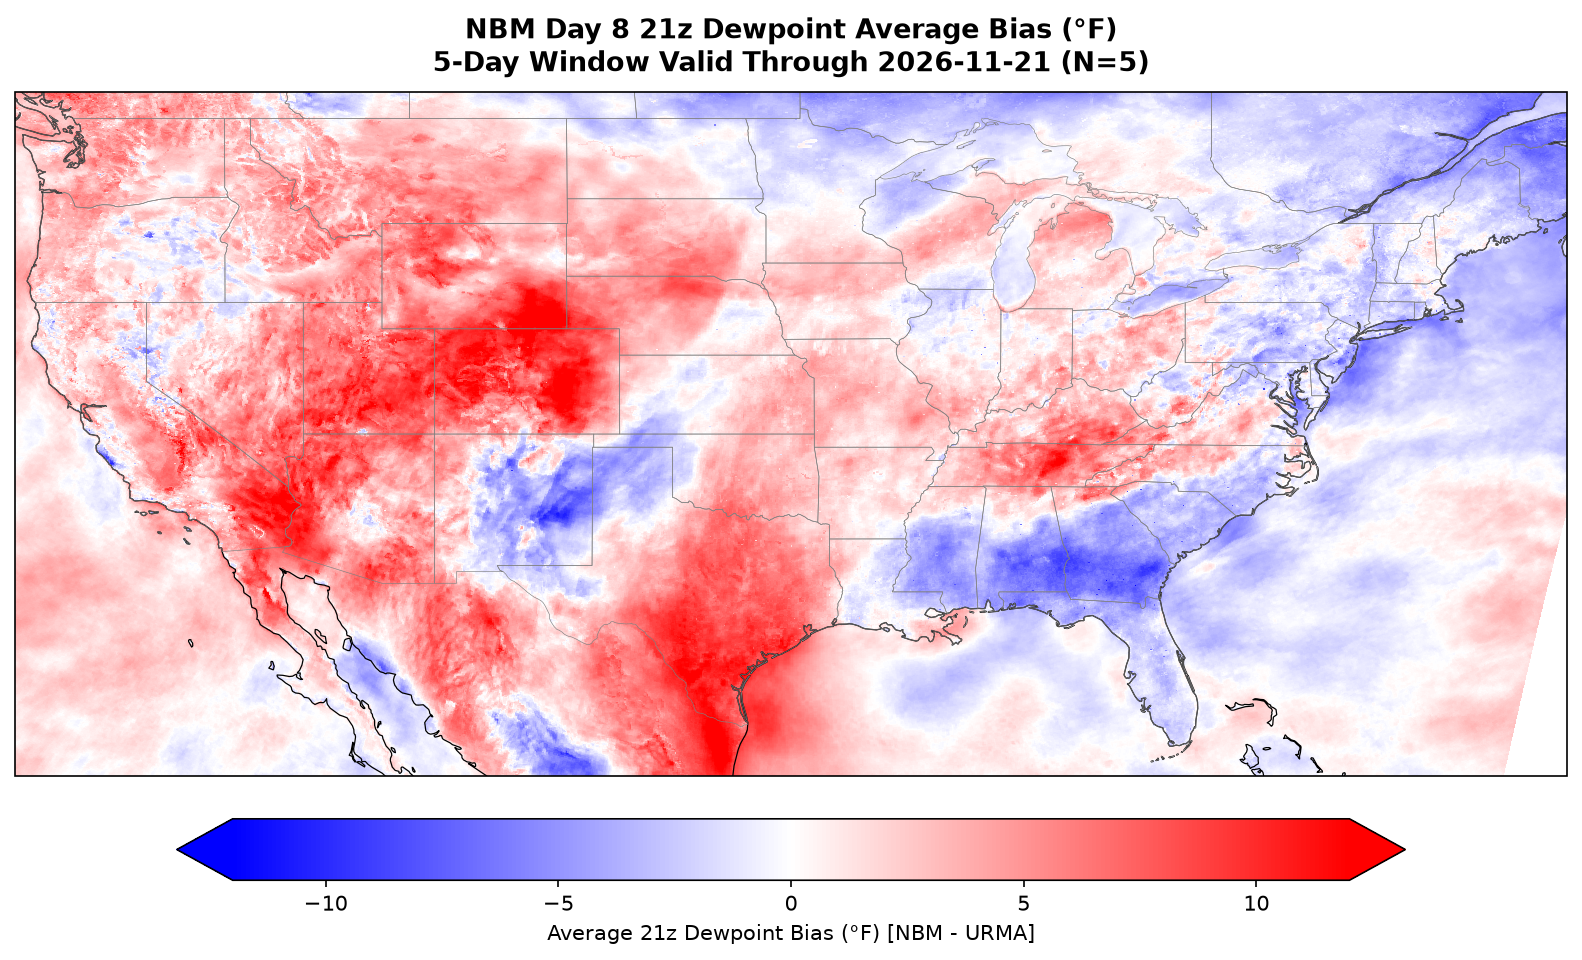 NBM Day 8 21z Dewpoint Average Bias (°F)
5-Day Window Valid Through 2026-11-21 (N=5)
−10 −5 0 5 10
Average 21z Dewpoint Bias (°F) [NBM - URMA]